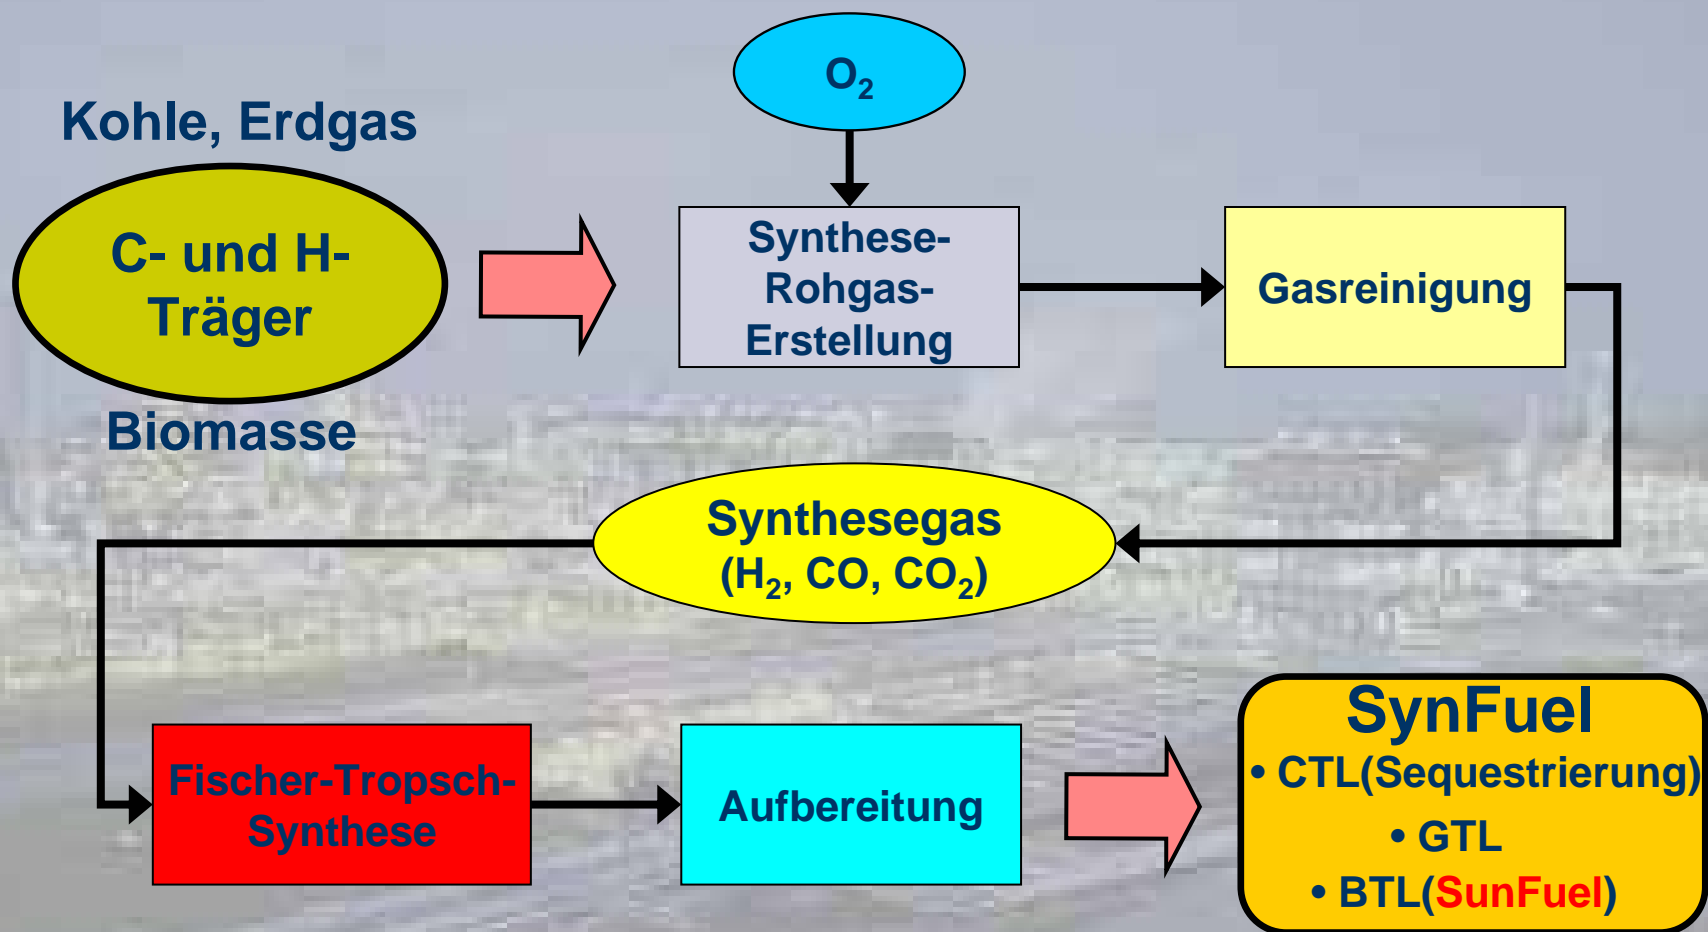 O₂
Kohle, Erdgas
C- und H-
Träger
Biomasse
Synthese-
Rohgas-
Erstellung
Gasreinigung
Synthesegas
(H₂, CO, CO₂)
Fischer-Tropsch-
Synthese
Aufbereitung
SynFuel
• CTL(Sequestrierung)
• GTL
• BTL(SunFuel)